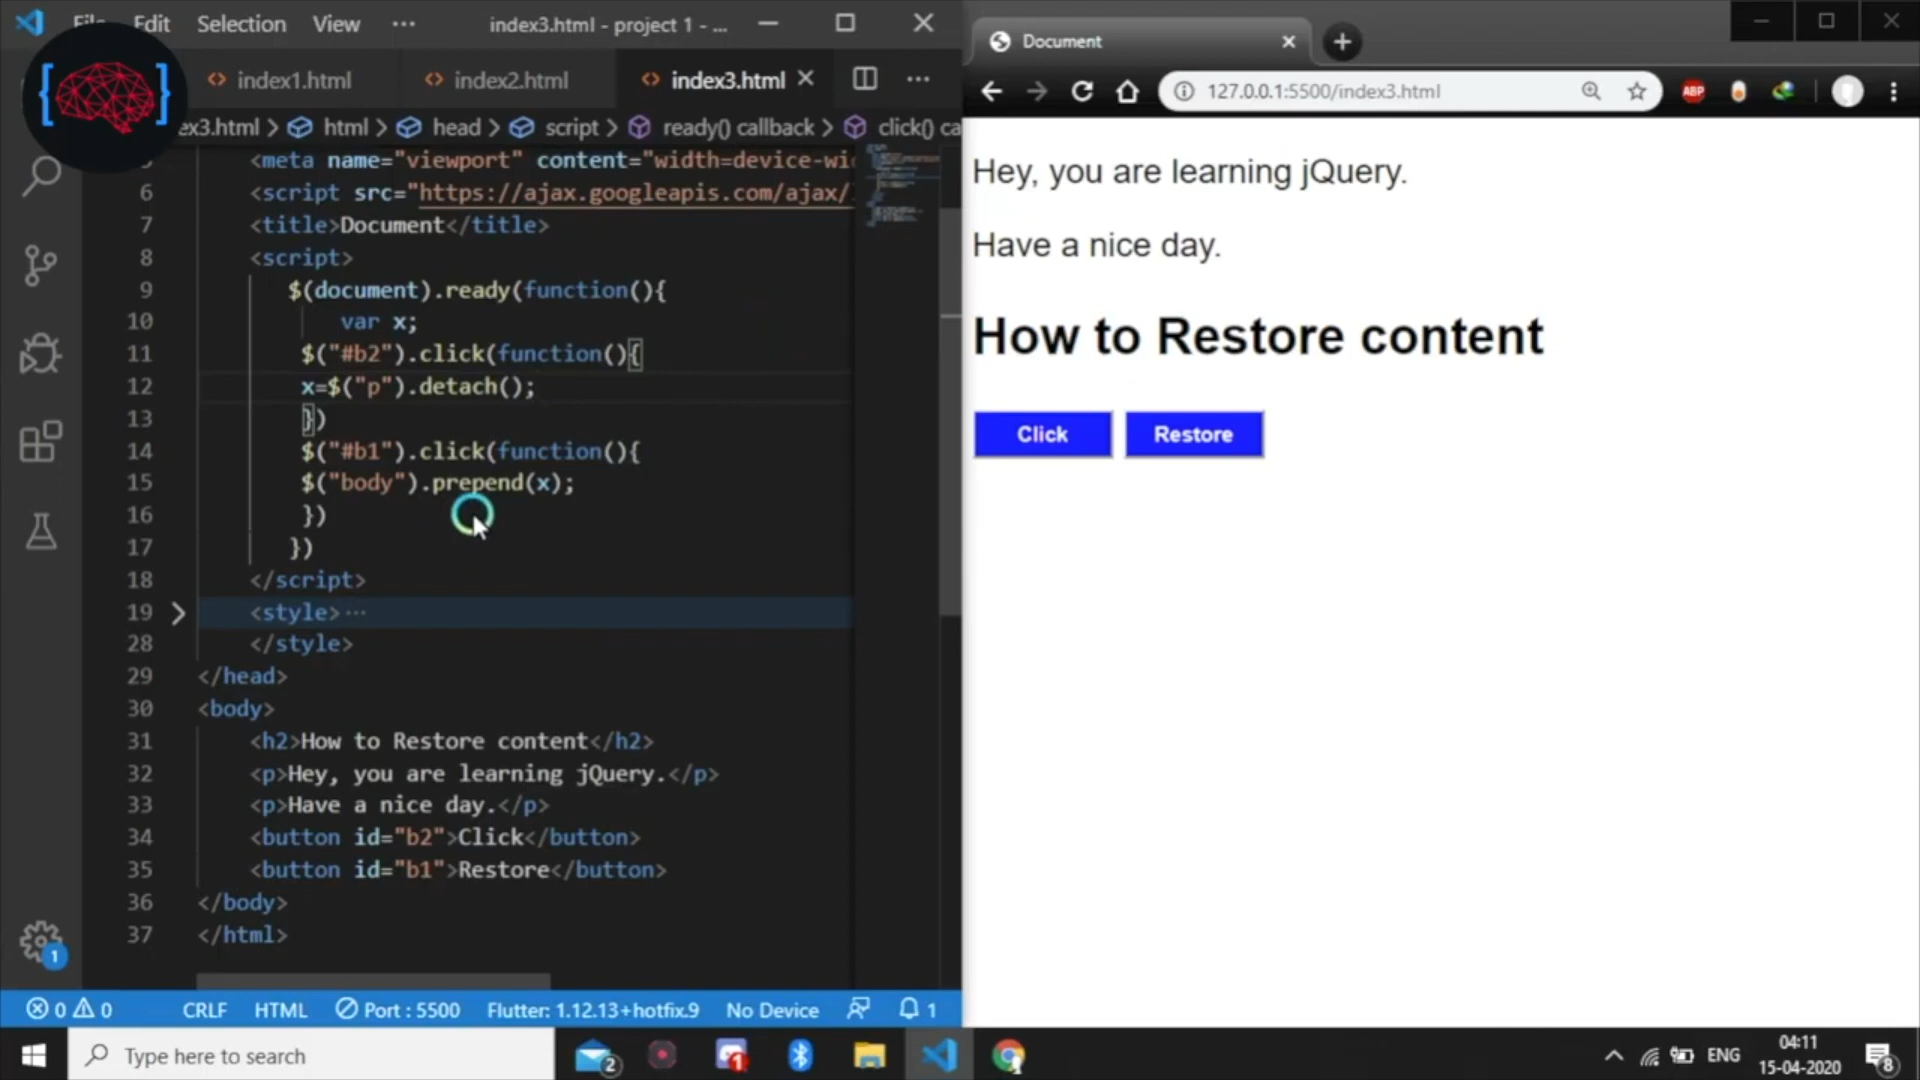 File Edit Selection View ··· index3.html - project 1 - ...
index1.html index2.html index3.html
ex3.html > html > head > script > ready() callback > click() ca
<meta name="viewport" content="width=device-wi
6 <script src="https://ajax.googleapis.com/ajax/
7 <title>Document</title>
8 <script>
9 $(document).ready(function(){
10 var x;
11 $("#b2").click(function(){
12 x=$("p").detach();
13 })
14 $("#b1").click(function(){
15 $("body").prepend(x);
16 })
17 })
18 </script>
19 <style>···
28 </style>
29 </head>
30 <body>
31 <h2>How to Restore content</h2>
32 <p>Hey, you are learning jQuery.</p>
33 <p>Have a nice day.</p>
34 <button id="b2">Click</button>
35 <button id="b1">Restore</button>
36 </body>
37 </html>
1
0 0 CRLF HTML Port : 5500 Flutter: 1.12.13+hotfix.9 No Device 1
Document
127.0.0.1:5500/index3.html ABP
Hey, you are learning jQuery.
Have a nice day.
How to Restore content
Click Restore
Type here to search 2 1 ENG 04:11
15-04-2020 8